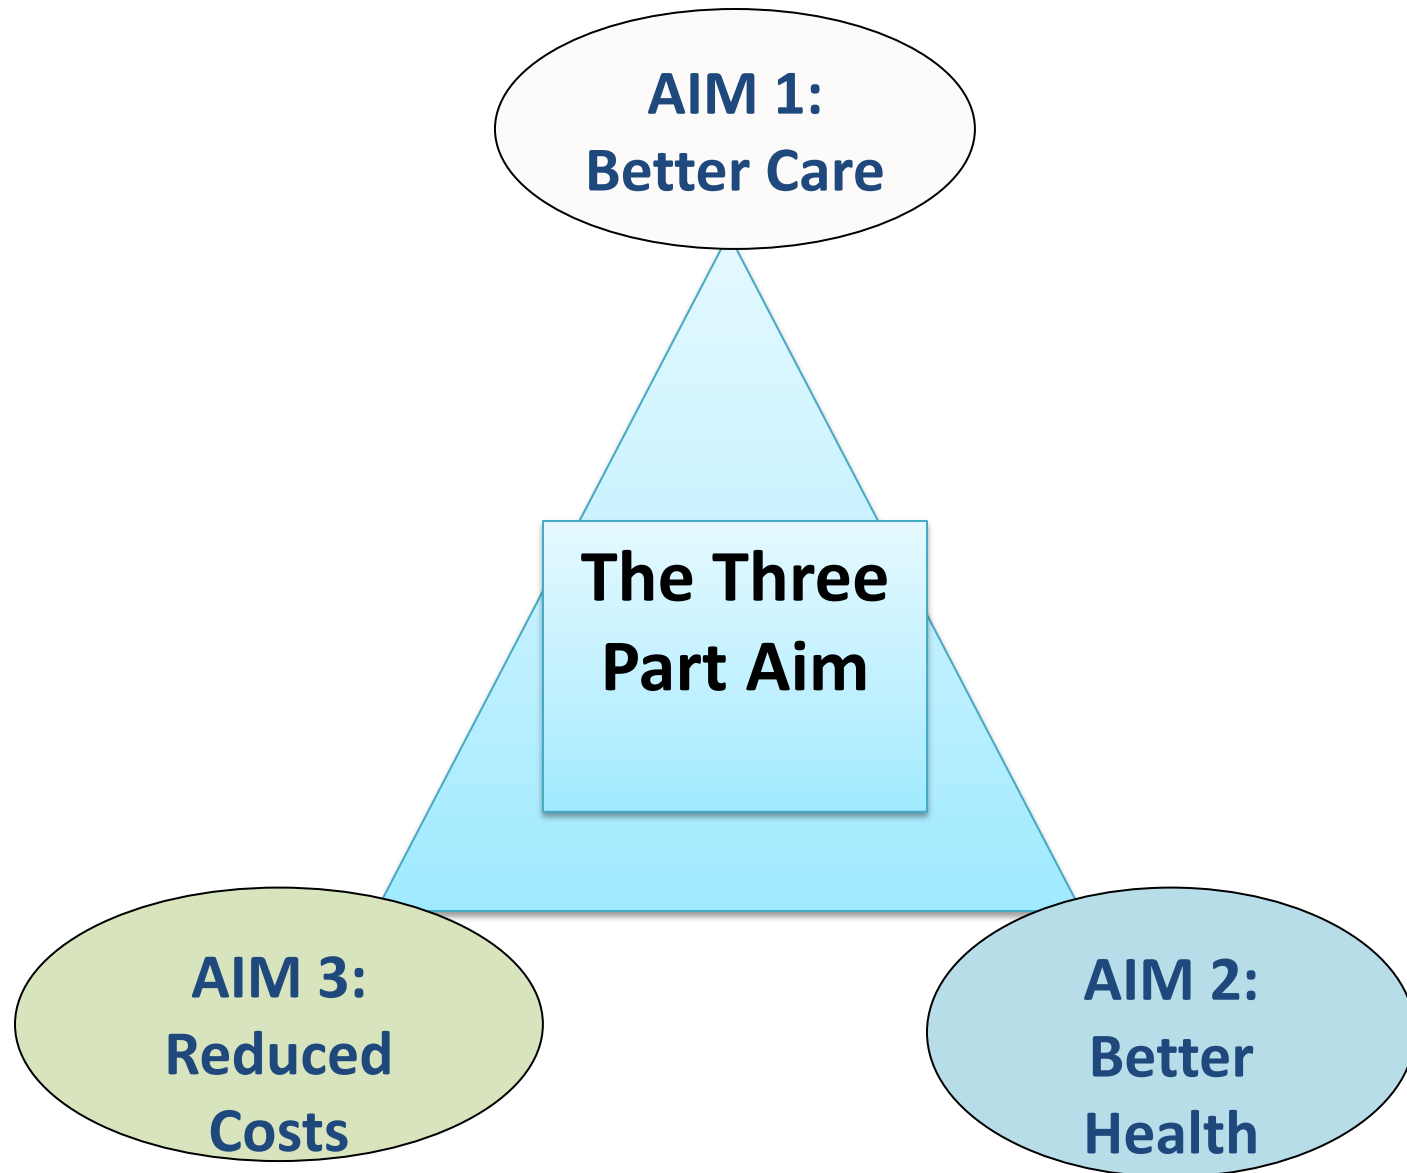 AIM 1:
Better Care
The Three
Part Aim
AIM 3:
Reduced
Costs
AIM 2:
Better
Health